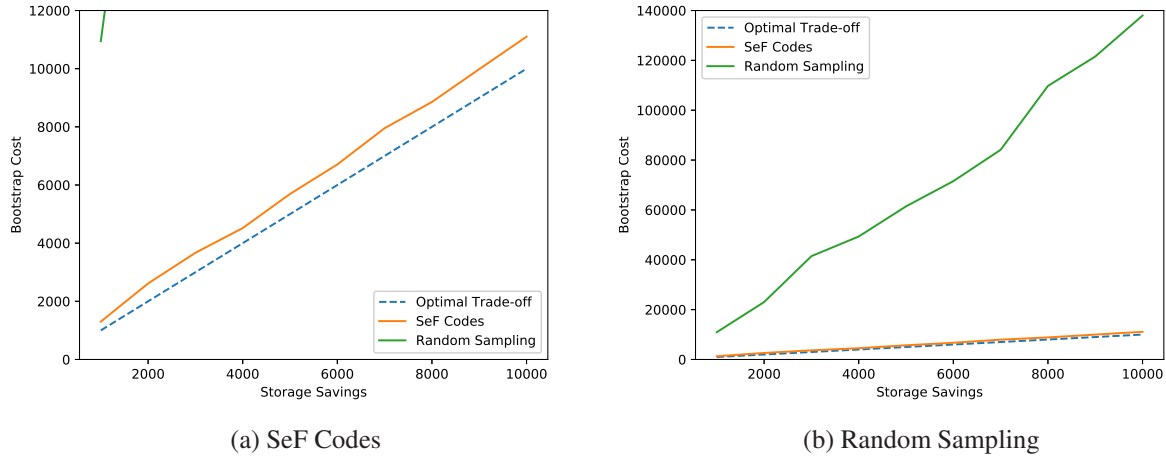 12000
10000
8000
6000
4000
2000
0
Bootstrap Cost
2000 4000 6000 8000 10000
Storage Savings
Optimal Trade-off
SeF Codes
Random Sampling
(a) SeF Codes
140000
120000
100000
80000
60000
40000
20000
0
Bootstrap Cost
2000 4000 6000 8000 10000
Storage Savings
Optimal Trade-off
SeF Codes
Random Sampling
(b) Random Sampling